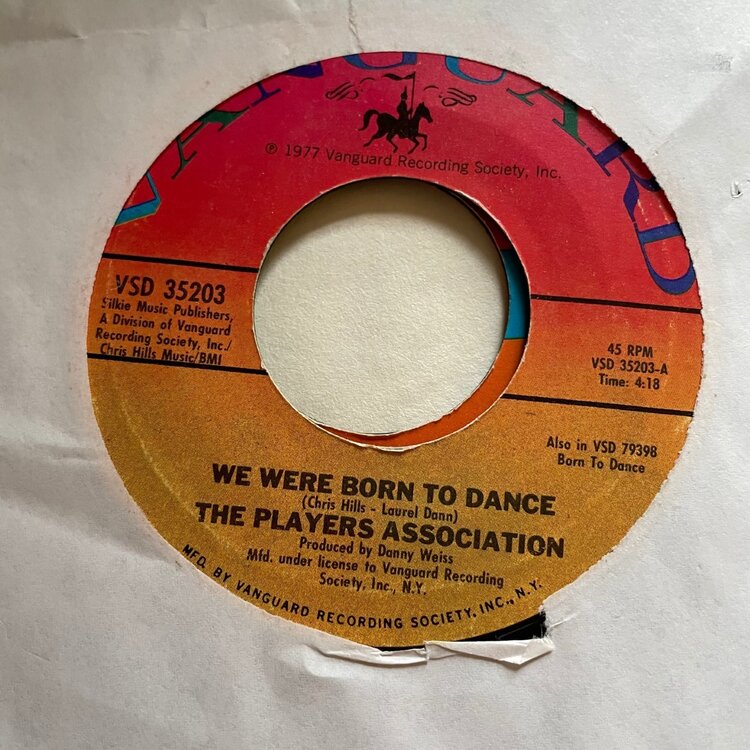 VANGUARD
℗ 1977 Vanguard Recording Society, Inc.
VSD 35203
Silkie Music Publishers,
A Division of Vanguard
Recording Society, Inc./
Chris Hills Music/BMI
45 RPM
VSD 35203-A
Time: 4:18
Also in VSD 79398
Born To Dance
WE WERE BORN TO DANCE
(Chris Hills - Laurel Dann)
THE PLAYERS ASSOCIATION
Produced by Danny Weiss
Mfd. under license to Vanguard Recording
Society, Inc., N.Y.
MFD. BY VANGUARD RECORDING SOCIETY, INC., N.Y.